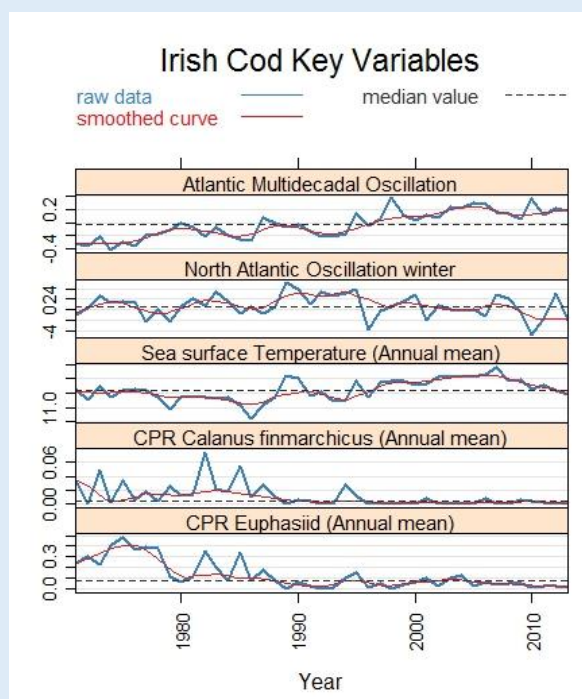 Irish Cod Key Variables
raw data
median value
smoothed curve
Atlantic Multidecadal Oscillation
0.2
-0.4
North Atlantic Oscillation winter
0 2 4
-4
Sea surface Temperature (Annual mean)
11.0
CPR Calanus finmarchicus (Annual mean)
0.06
0.00
CPR Euphasiid (Annual mean)
0.3
0.0
1980
1990
2000
2010
Year